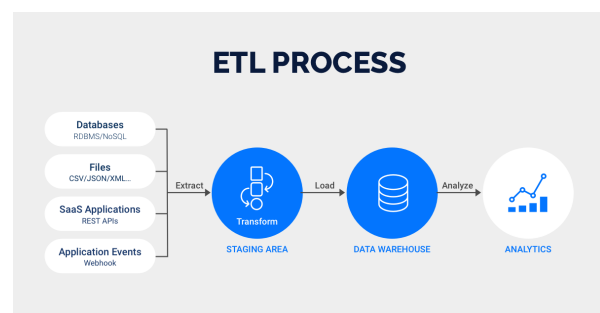 ETL PROCESS
Databases
RDBMS/NoSQL
Files
CSV/JSON/XML...
SaaS Applications
REST APIs
Application Events
Webhook
Extract
Transform
STAGING AREA
Load
DATA WAREHOUSE
Analyze
ANALYTICS